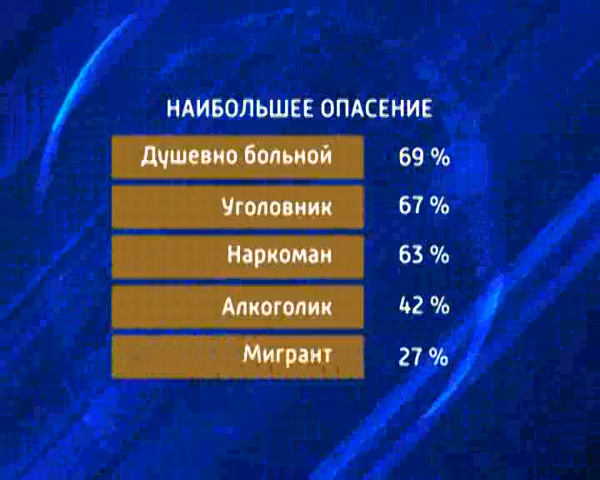 НАИБОЛЬШЕЕ ОПАСЕНИЕ
Душевно больной 69 %
Уголовник 67 %
Наркоман 63 %
Алкоголик 42 %
Мигрант 27 %